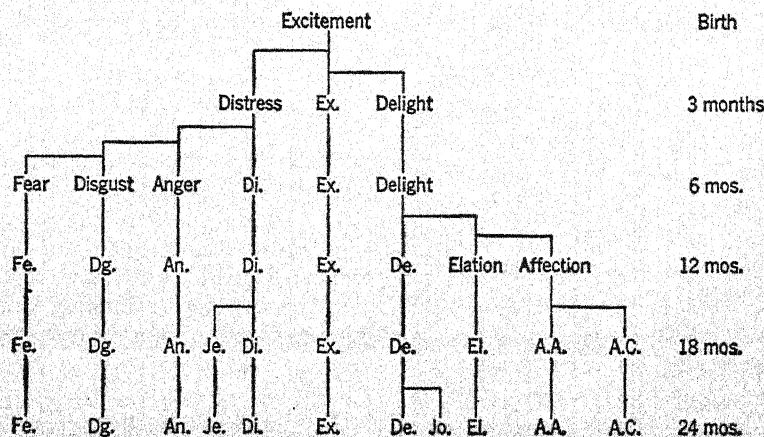 Excitement Birth
Distress Ex. Delight 3 months
Fear Disgust Anger Di. Ex. Delight 6 mos.
Fe. Dg. An. Di. Ex. De. Elation Affection 12 mos.
Fe. Dg. An. Je. Di. Ex. De. El. A.A. A.C. 18 mos.
Fe. Dg. An. Je. Di. Ex. De. Jo. El. A.A. A.C. 24 mos.